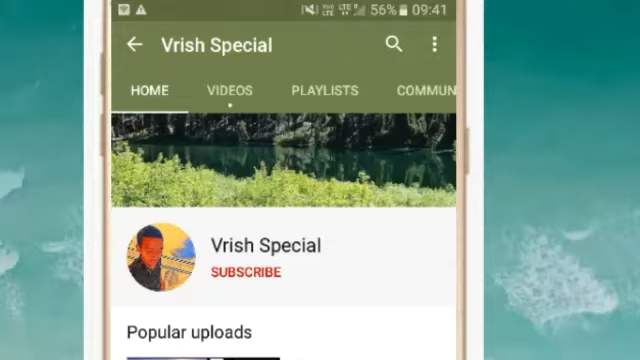 56% 09:41
Vrish Special
HOME VIDEOS PLAYLISTS COMMUN
Vrish Special
SUBSCRIBE
Popular uploads